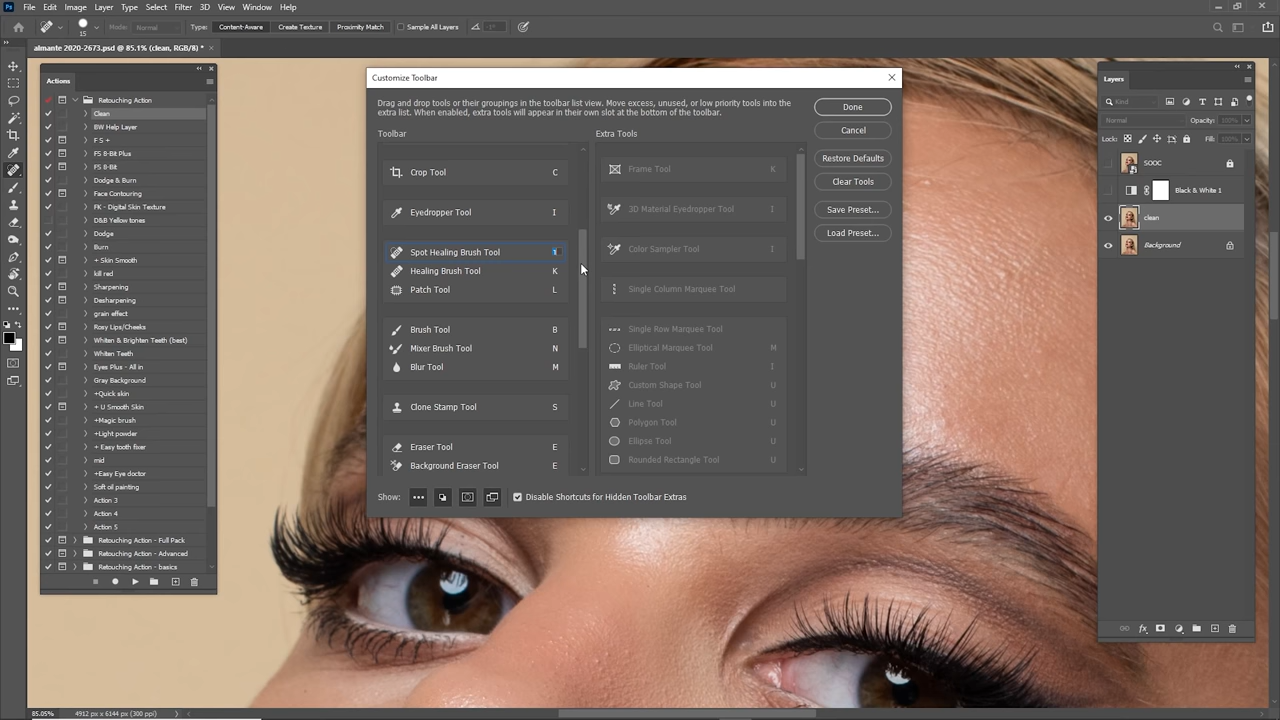 Ps File Edit Image Layer Type Select Filter 3D View Window Help
15 Mode: Normal Type: Content-Aware Create Texture Proximity Match Sample All Layers
almante 2020-2673.psd @ 85.1% (clean, RGB/8) *
Actions
Retouching Action
Clean
BW Help Layer
F S +
FS 8-Bit Plus
FS 8-Bit
Dodge & Burn
Face Contouring
FK - Digital Skin Texture
D&B Yellow tones
Dodge
Burn
+ Skin Smooth
kill red
Sharpening
Desharpening
grain effect
Rosy Lips/Cheeks
Whiten & Brighten Teeth (best)
Whiten Teeth
Eyes Plus - All in
Gray Background
+Quick skin
+ U Smooth Skin
+Magic brush
+Light powder
+ Easy tooth fixer
mid
+Easy Eye doctor
Soft oil painting
Action 3
Action 4
Action 5
Retouching Action - Full Pack
Retouching Action - Advanced
Retouching Action - basics
Customize Toolbar
Drag and drop tools or their groupings in the toolbar list view. Move excess, unused, or low priority tools into the
extra list. When enabled, extra tools will appear in their own slot at the bottom of the toolbar.
Toolbar
Crop Tool C
Eyedropper Tool I
Spot Healing Brush Tool
Healing Brush Tool K
Patch Tool L
Brush Tool B
Mixer Brush Tool N
Blur Tool M
Clone Stamp Tool S
Eraser Tool E
Background Eraser Tool E
Extra Tools
Frame Tool K
3D Material Eyedropper Tool I
Color Sampler Tool I
Single Column Marquee Tool
Single Row Marquee Tool
Elliptical Marquee Tool M
Ruler Tool I
Custom Shape Tool U
Line Tool U
Polygon Tool U
Ellipse Tool U
Rounded Rectangle Tool U
Show: Disable Shortcuts for Hidden Toolbar Extras
Done
Cancel
Restore Defaults
Clear Tools
Save Preset...
Load Preset...
Layers
Kind
Normal Opacity: 100%
Lock: Fill: 100%
SOOC
Black & White 1
clean
Background
85.05% 4912 px x 6144 px (300 ppi)